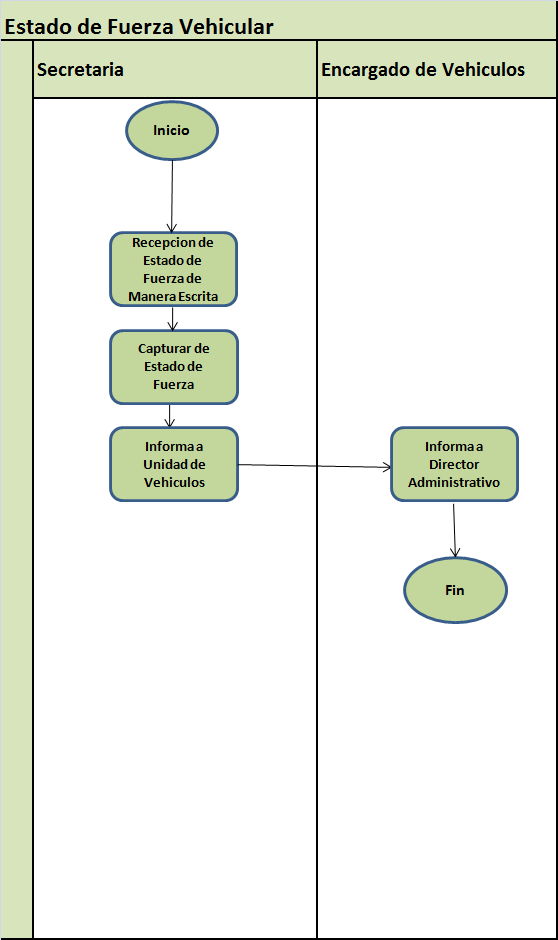 Estado de Fuerza Vehicular
Secretaria
Encargado de Vehiculos
Inicio
Recepcion de
Estado de
Fuerza de
Manera Escrita
Capturar de
Estado de
Fuerza
Informa a
Unidad de
Vehiculos
Informa a
Director
Administrativo
Fin